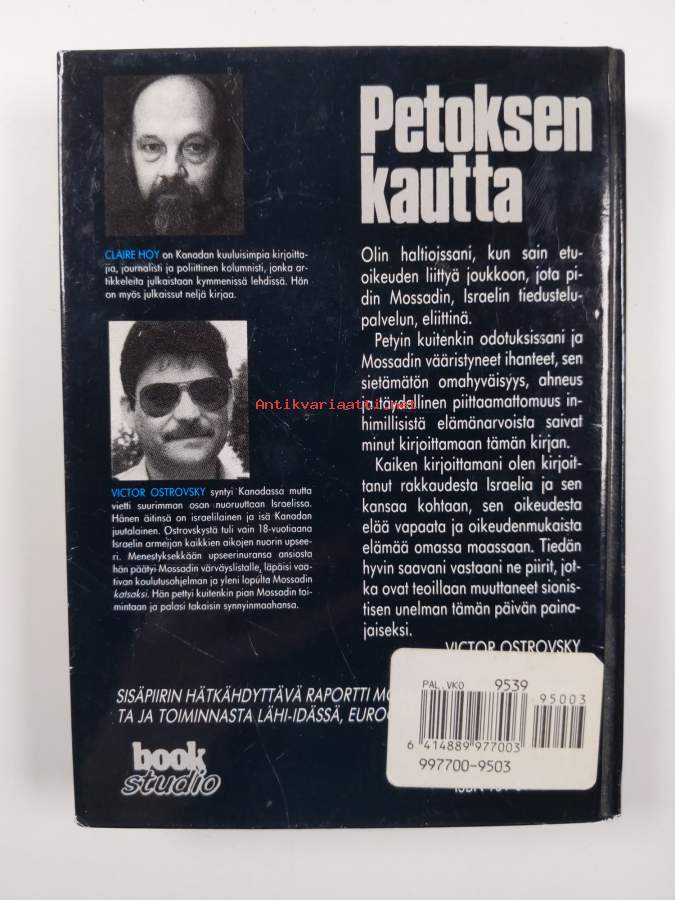 Petoksen
kautta
CLAIRE HOY on Kanadan kuuluisimpia kirjoitta-
jia, journalisti ja poliittinen kolumnisti, jonka ar-
tikkeleita julkaistaan kymmenissä lehdissä. Hän
on myös julkaissut neljä kirjaa.
VICTOR OSTROVSKY syntyi Kanadassa mutta
vietti suurimman osan nuoruuttaan Israelissa.
Hänen äitinsä on israelilainen ja isä Kanadan
juutalainen. Ostrovskystä tuli vain 18-vuotiaana
Israelin armeijan kaikkien aikojen nuorin upsee-
ri. Menestyksekkään upseerinuransa ansiosta
hän päätyi Mossadin värväyslistalle, läpäisi vaa-
tivan koulutusohjelman ja yleni lopulta Mossadin
katsaksi. Hän pettyi kuitenkin pian Mossadin toi-
mintaan ja palasi takaisin synnyinmaahansa.
Olin haltioissani, kun sain etu-
oikeuden liittyä joukkoon, jota pi-
din Mossadin, Israelin tiedustelu-
palvelun, eliittinä.
Petyin kuitenkin odotuksissani ja
Mossadin vääristyneet ihanteet, sen
sietämätön omahyväisyys, ahneus
ja täydellinen piittaamattomuus in-
himillisistä elämänarvoista saivat
minut kirjoittamaan tämän kirjan.
Kaiken kirjoittamani olen kirjoit-
tanut rakkaudesta Israelia ja sen
kansaa kohtaan, sen oikeudesta
elää vapaata ja oikeudenmukaista
elämää omassa maassaan. Tiedän
hyvin saavani vastaani ne piirit, jot-
ka ovat teoillaan muuttaneet sionis-
tisen unelman tämän päivän paina-
jaiseksi.
VICTOR OSTROVSKY
Antikvariaatti.net
SISÄPIIRIN HÄTKÄHDYTTÄVÄ RAPORTTI
TA JA TOIMINNASTA LÄHI-IDÄSSÄ,
book
studio
PAL.VKO 9539
95003
6 414889 977003
997700-9503
ISBN